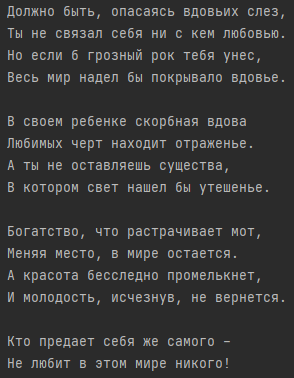 Должно быть, опасаясь вдовьих слез,
Ты не связал себя ни с кем любовью.
Но если б грозный рок тебя унес,
Весь мир надел бы покрывало вдовье.

В своем ребенке скорбная вдова
Любимых черт находит отраженье.
А ты не оставляешь существа,
В котором свет нашел бы утешенье.

Богатство, что растрачивает мот,
Меняя место, в мире остается.
А красота бесследно промелькнет,
И молодость, исчезнув, не вернется.

Кто предает себя же самого –
Не любит в этом мире никого!